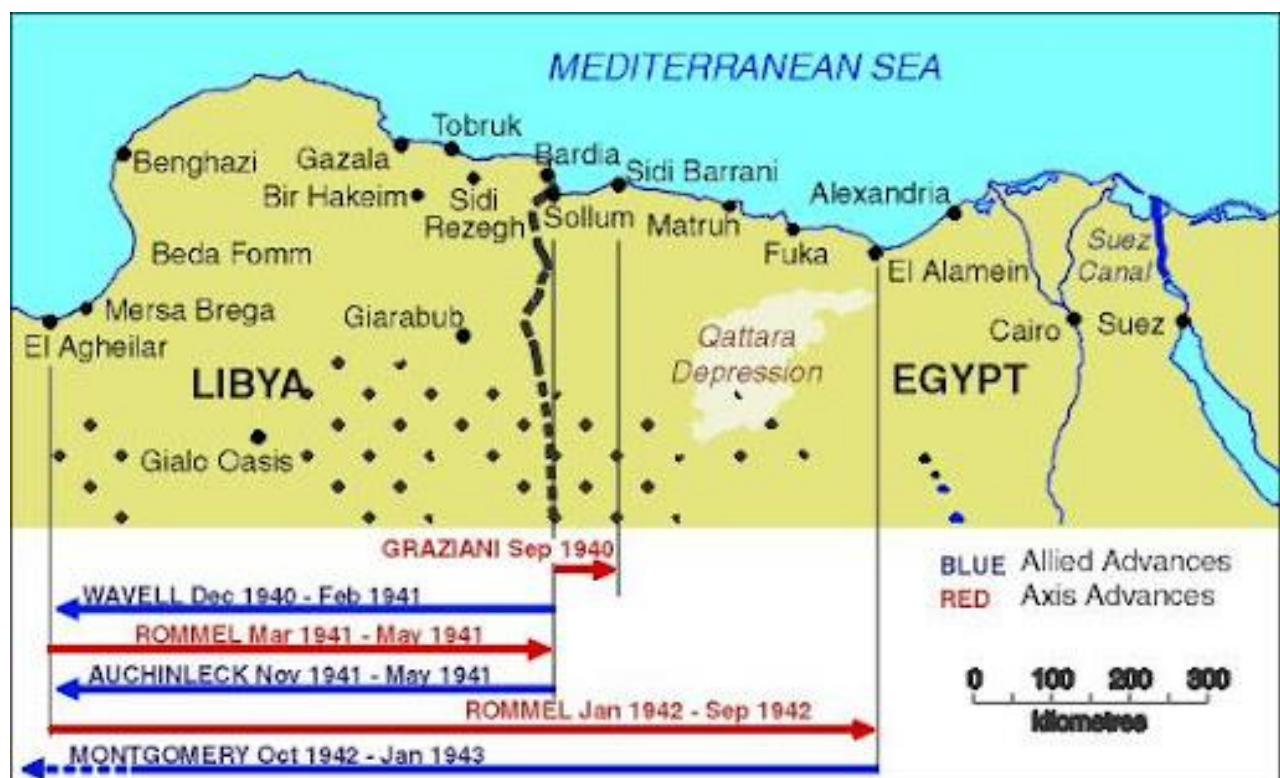 MEDITERRANEAN SEA
Tobruk
Benghazi
Gazala
Bardia
Sidi Barrani
Alexandria
Bir Hakeim
Sidi
Rezegh
Sollum
Matruh
Suez
Canal
Beda Fomm
Fuka
El Alamein
Mersa Brega
Giarabub
Cairo
Suez
El Agheilar
Qattara
Depression
LIBYA
EGYPT
Gialo Oasis
GRAZIANI Sep 1940
BLUE Allied Advances
WAVELL Dec 1940 - Feb 1941
RED Axis Advances
ROMMEL Mar 1941 - May 1941
AUCHINLECK Nov 1941 - May 1941
0 100 200 300
ROMMEL Jan 1942 - Sep 1942
kilometres
MONTGOMERY Oct 1942 - Jan 1943